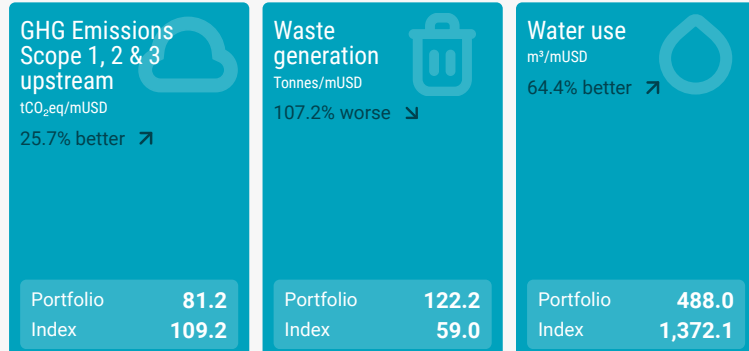 GHG Emissions
Scope 1, 2 & 3
upstream
tCO₂eq/mUSD
25.7% better
Portfolio 81.2
Index 109.2
Waste
generation
Tonnes/mUSD
107.2% worse
Portfolio 122.2
Index 59.0
Water use
m³/mUSD
64.4% better
Portfolio 488.0
Index 1,372.1